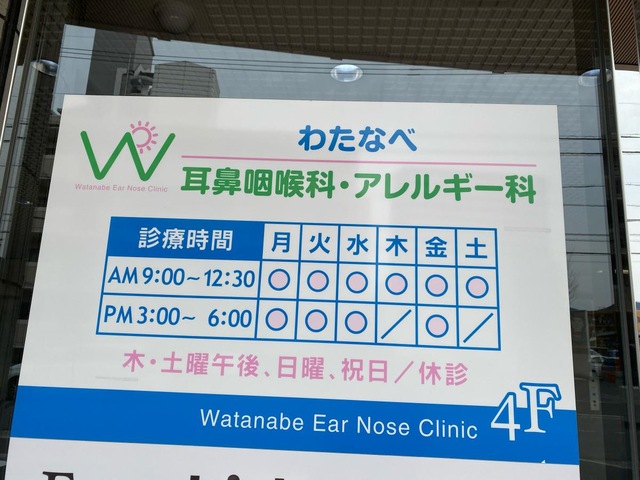 わたなべ
W
Watanabe Ear Nose Clinic
耳鼻咽喉科・アレルギー科
診療時間 月 火 水 木 金 土
AM 9:00~12:30 ○ ○ ○ ○ ○ ○
PM 3:00~ 6:00 ○ ○ ○ / ○ /
木・土曜午後、日曜、祝日/休診
Watanabe Ear Nose Clinic 4F